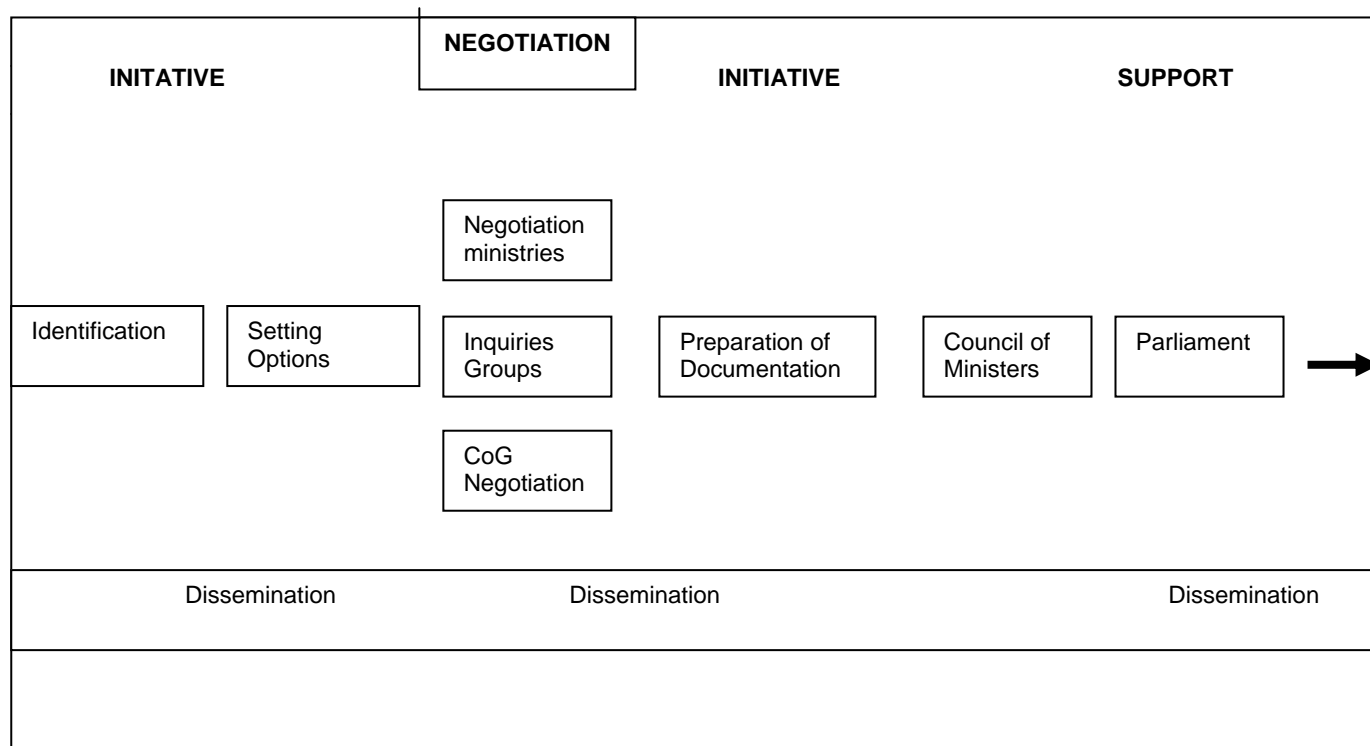 NEGOTIATION
INITATIVE
INITIATIVE
SUPPORT
Negotiation
ministries
Identification
Setting
Options
Inquiries
Groups
Preparation of
Documentation
Council of
Ministers
Parliament
CoG
Negotiation
Dissemination
Dissemination
Dissemination